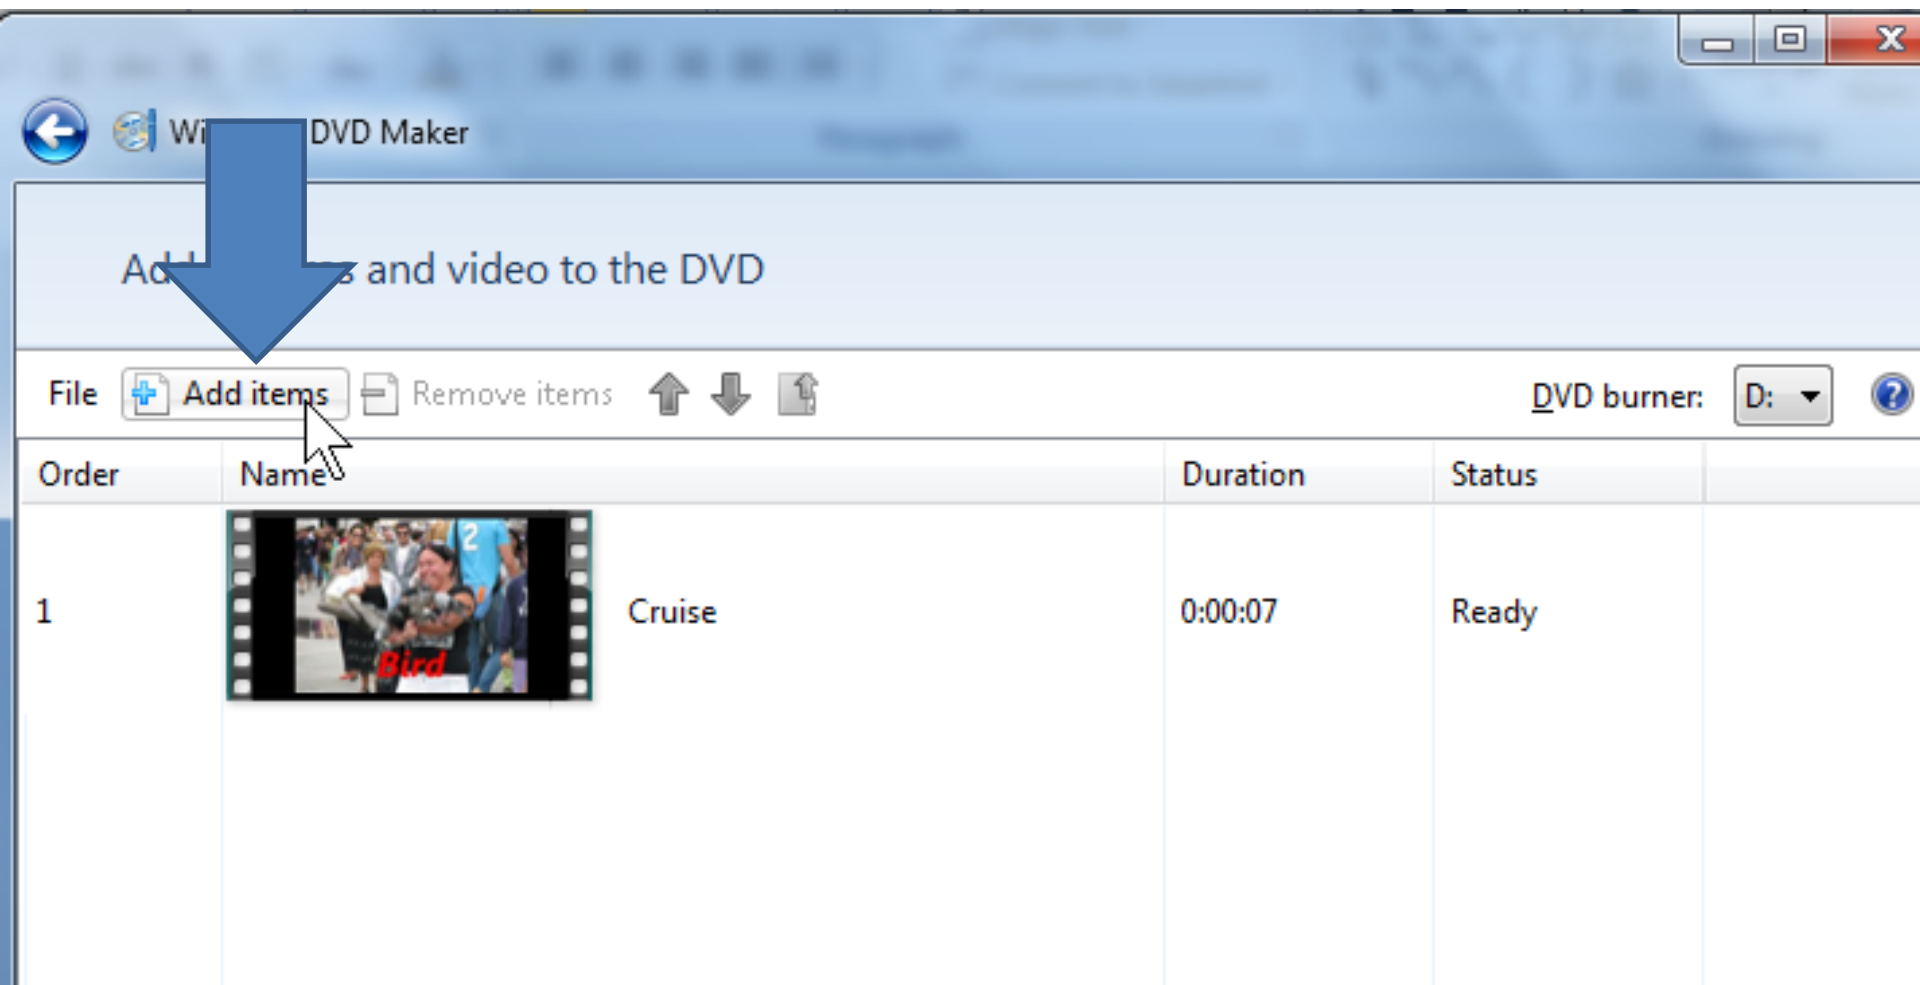 Wi DVD Maker
Ad s and video to the DVD
File Add items Remove items DVD burner: D:
Order Name Duration Status
1 Cruise 0:00:07 Ready
2
Bird